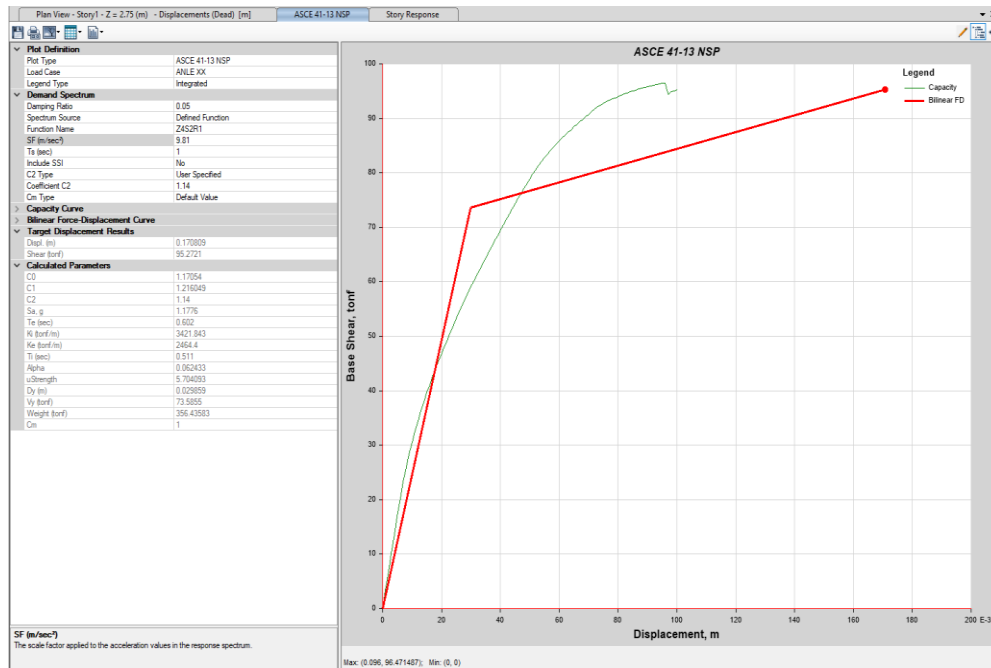 Plan View - Story1 - Z = 2.75 (m) - Displacements (Dead) [m]
ASCE 41-13 NSP
Story Response
Plot Definition
Plot Type ASCE 41-13 NSP
Load Case ANLE XX
Legend Type Integrated
Demand Spectrum
Damping Ratio 0.05
Spectrum Source Defined Function
Function Name Z4S2R1
SF (m/sec²) 9.81
Ts (sec) 1
Include SSI No
C2 Type User Specified
Coefficient C2 1.14
Cm Type Default Value
Capacity Curve
Bilinear Force-Displacement Curve
Target Displacement Results
Displ. (m) 0.170809
Shear (tonf) 95.2721
Calculated Parameters
C0 1.17054
C1 1.216049
C2 1.14
Sa, g 1.1776
Te (sec) 0.602
Ki (tonf/m) 3421.843
Ke (tonf/m) 2464.4
Ti (sec) 0.511
Alpha 0.062433
uStrength 5.704093
Dy (m) 0.029859
Vy (tonf) 73.5855
Weight (tonf) 356.43583
Cm 1
SF (m/sec²)
The scale factor applied to the acceleration values in the response spectrum.
ASCE 41-13 NSP
Legend
Capacity
Bilinear FD
Base Shear, tonf
100
90
80
70
60
50
40
30
20
10
0
0 20 40 60 80 100 120 140 160 180 200 E-3
Displacement, m
Max: (0.096, 96.471487); Min: (0, 0)